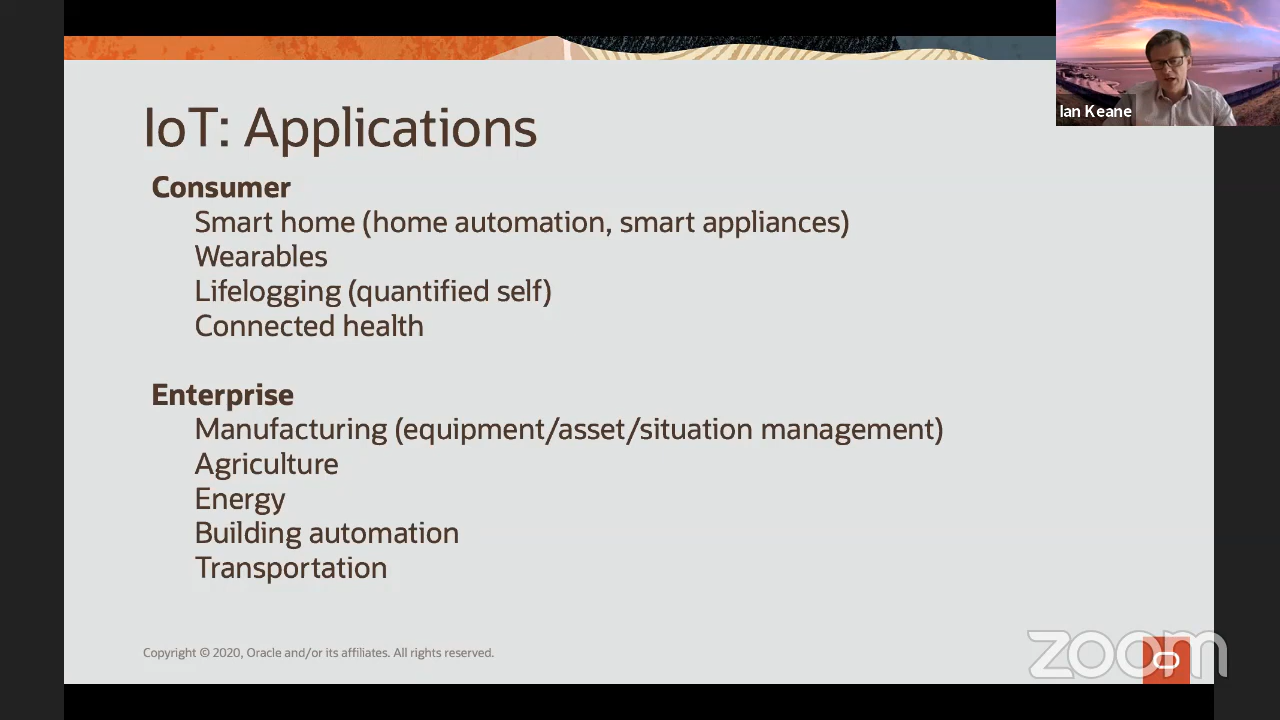 IoT: Applications
Ian Keane
Consumer
Smart home (home automation, smart appliances)
Wearables
Lifelogging (quantified self)
Connected health
Enterprise
Manufacturing (equipment/asset/situation management)
Agriculture
Energy
Building automation
Transportation
Copyright © 2020, Oracle and/or its affiliates. All rights reserved.
zoom